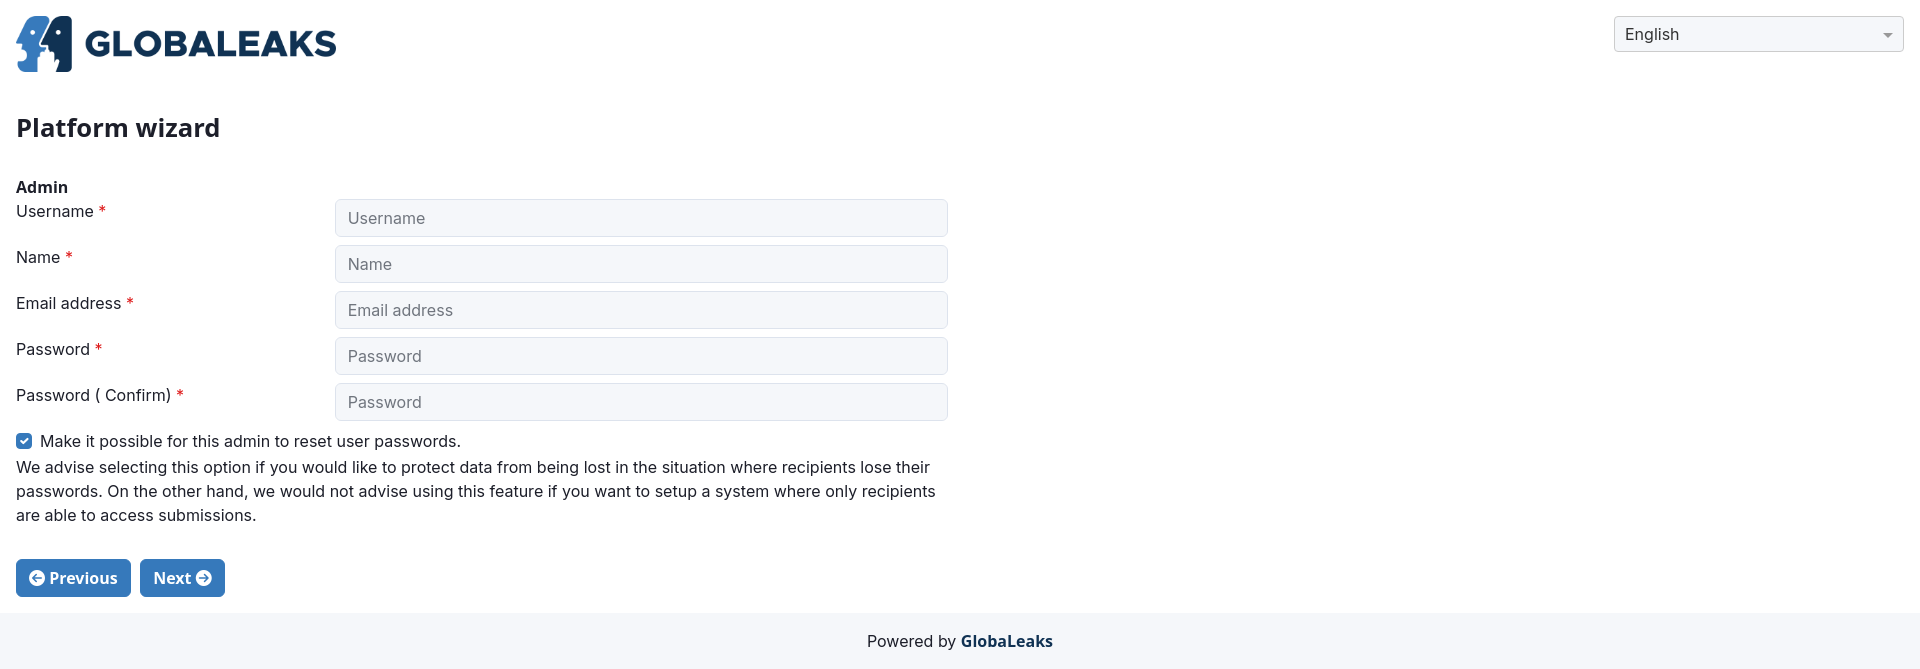 GLOBALEAKS
English
Platform wizard
Admin
Username *
Username
Name *
Name
Email address *
Email address
Password *
Password
Password ( Confirm) *
Password
Make it possible for this admin to reset user passwords.
We advise selecting this option if you would like to protect data from being lost in the situation where recipients lose their
passwords. On the other hand, we would not advise using this feature if you want to setup a system where only recipients
are able to access submissions.
Previous
Next
Powered by GlobaLeaks